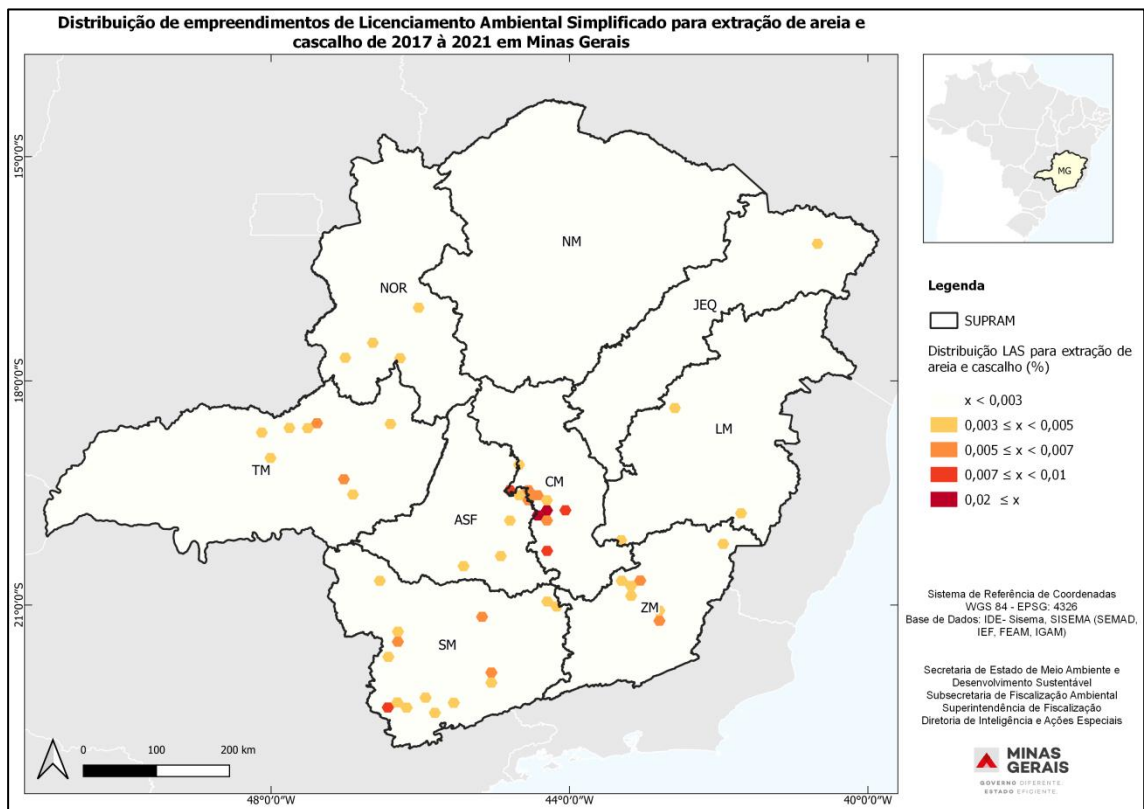 Distribuição de empreendimentos de Licenciamento Ambiental Simplificado para extração de areia e
cascalho de 2017 à 2021 em Minas Gerais
15°0'0"S
18°0'0"S
21°0'0"S
NM
NOR
JEQ
LM
TM
CM
ASF
ZM
SM
0 100 200 km
48°0'0"W
44°0'0"W
40°0'0"W
MG
Legenda
SUPRAM
Distribuição LAS para extração de
areia e cascalho (%)
x < 0,003
0,003 ≤ x < 0,005
0,005 ≤ x < 0,007
0,007 ≤ x < 0,01
0,02 ≤ x
Sistema de Referência de Coordenadas
WGS 84 - EPSG: 4326
Base de Dados: IDE- Sisema, SISEMA (SEMAD,
IEF, FEAM, IGAM)
Secretaria de Estado de Meio Ambiente e
Desenvolvimento Sustentável
Subsecretaria de Fiscalização Ambiental
Superintendência de Fiscalização
Diretoria de Inteligência e Ações Especiais
MINAS
GERAIS
GOVERNO DIFERENTE.
ESTADO EFICIENTE.